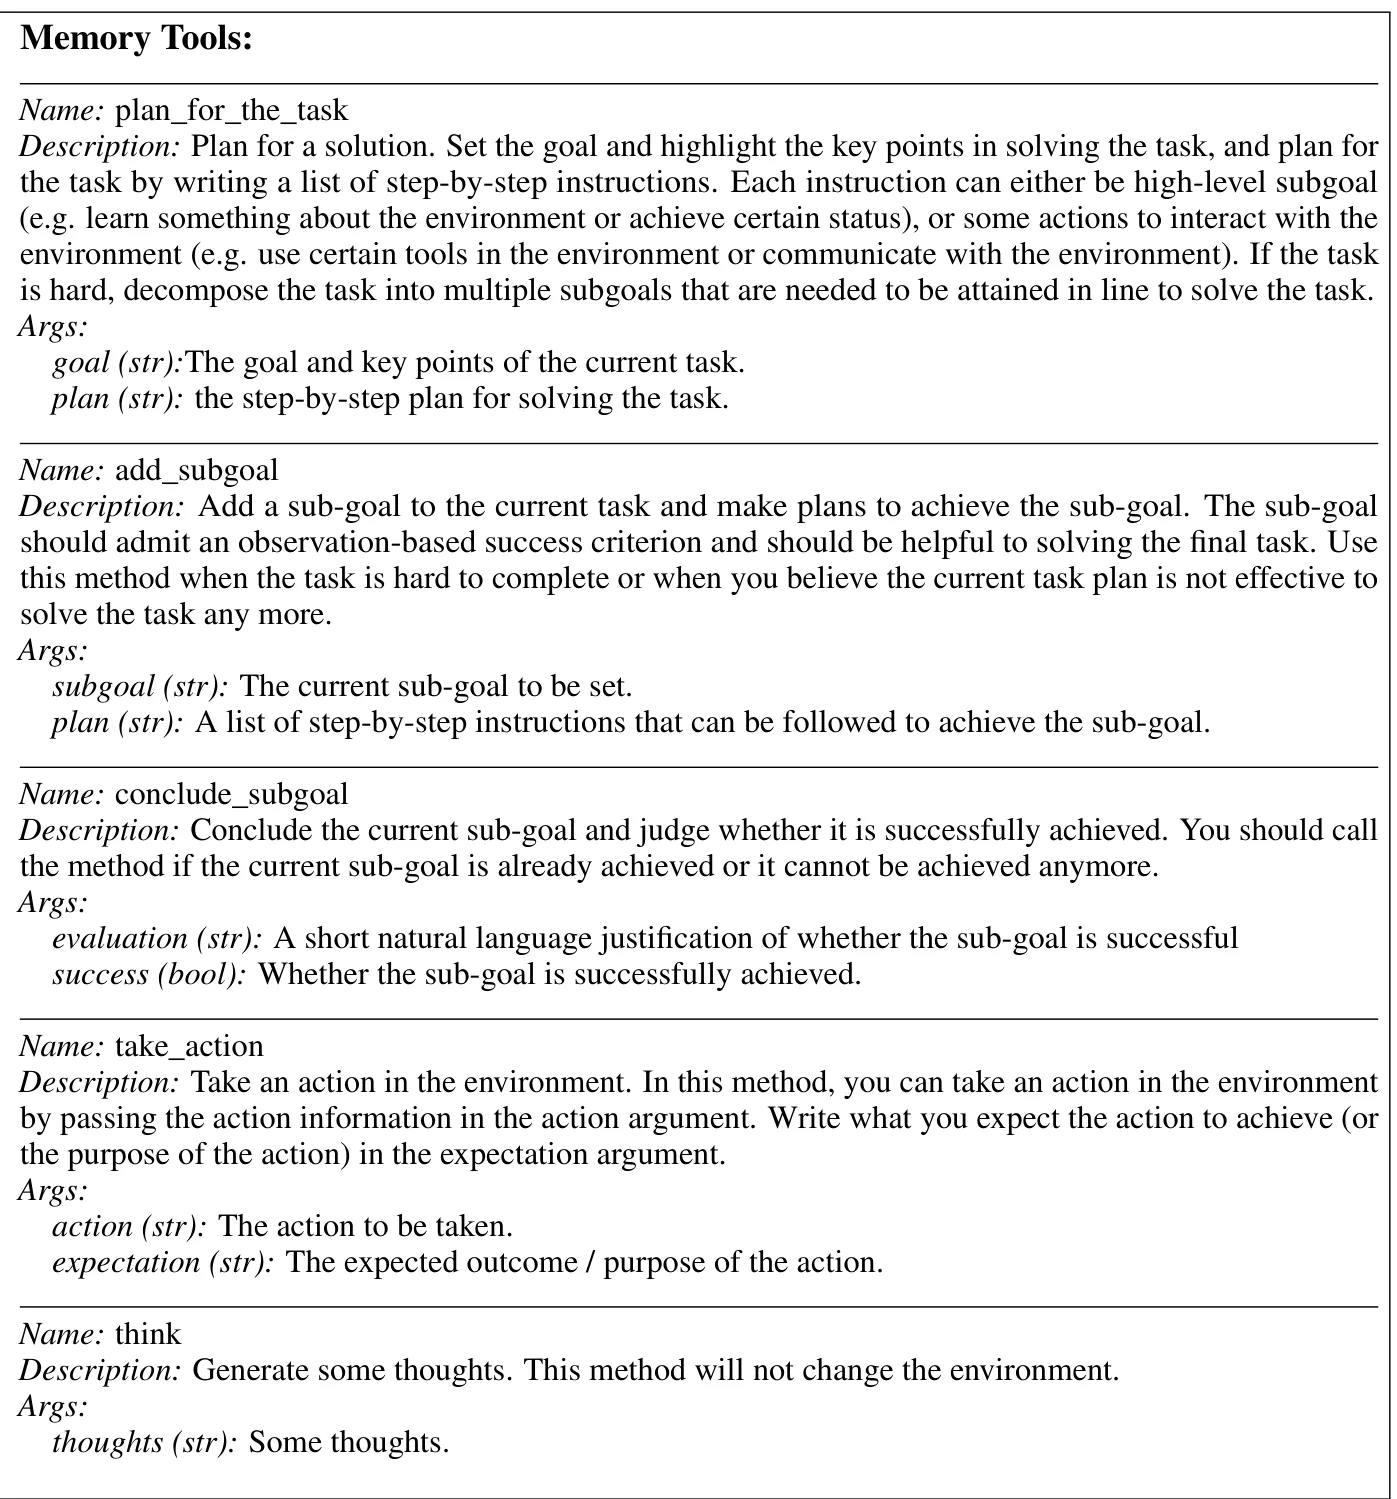 Memory Tools:
Name: plan_for_the_task
Description: Plan for a solution. Set the goal and highlight the key points in solving the task, and plan for
the task by writing a list of step-by-step instructions. Each instruction can either be high-level subgoal
(e.g. learn something about the environment or achieve certain status), or some actions to interact with the
environment (e.g. use certain tools in the environment or communicate with the environment). If the task
is hard, decompose the task into multiple subgoals that are needed to be attained in line to solve the task.
Args:
goal (str):The goal and key points of the current task.
plan (str): the step-by-step plan for solving the task.
Name: add_subgoal
Description: Add a sub-goal to the current task and make plans to achieve the sub-goal. The sub-goal
should admit an observation-based success criterion and should be helpful to solving the final task. Use
this method when the task is hard to complete or when you believe the current task plan is not effective to
solve the task any more.
Args:
subgoal (str): The current sub-goal to be set.
plan (str): A list of step-by-step instructions that can be followed to achieve the sub-goal.
Name: conclude_subgoal
Description: Conclude the current sub-goal and judge whether it is successfully achieved. You should call
the method if the current sub-goal is already achieved or it cannot be achieved anymore.
Args:
evaluation (str): A short natural language justification of whether the sub-goal is successful
success (bool): Whether the sub-goal is successfully achieved.
Name: take_action
Description: Take an action in the environment. In this method, you can take an action in the environment
by passing the action information in the action argument. Write what you expect the action to achieve (or
the purpose of the action) in the expectation argument.
Args:
action (str): The action to be taken.
expectation (str): The expected outcome / purpose of the action.
Name: think
Description: Generate some thoughts. This method will not change the environment.
Args:
thoughts (str): Some thoughts.